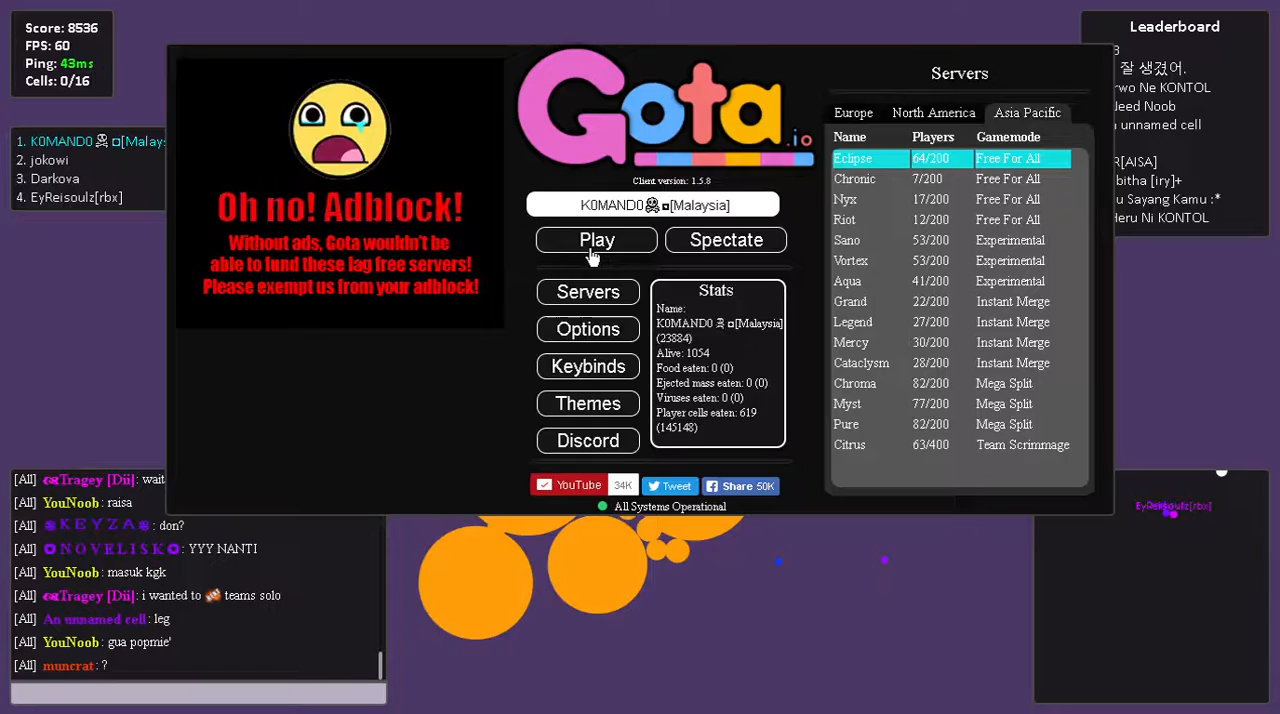 Score: 8536
FPS: 60
Ping: 43ms
Cells: 0/16
1. K0MAND0☠ ◘[Malays
2. jokowi
3. Darkova
4. EyReisoulz[rbx]
Oh no! Adblock!
Without ads, Gota wouldn't be
able to fund these lag free servers!
Please exempt us from your adblock!
Gota.io
Client version: 1.5.8
K0MAND0☠◘[Malaysia]
Play
Spectate
Servers
Options
Keybinds
Themes
Discord
Stats
Name:
K0MAND0☠ ◘[Malaysia]
(23884)
Alive: 1054
Food eaten: 0 (0)
Ejected mass eaten: 0 (0)
Viruses eaten: 0 (0)
Player cells eaten: 619
(145148)
YouTube 34K
Tweet
Share 50K
All Systems Operational
Servers
Europe North America Asia Pacific
Name Players Gamemode
Eclipse 64/200 Free For All
Chronic 7/200 Free For All
Nyx 17/200 Free For All
Riot 12/200 Free For All
Sano 53/200 Experimental
Vortex 53/200 Experimental
Aqua 41/200 Experimental
Grand 22/200 Instant Merge
Legend 27/200 Instant Merge
Mercy 30/200 Instant Merge
Cataclysm 28/200 Instant Merge
Chroma 82/200 Mega Split
Myst 77/200 Mega Split
Pure 82/200 Mega Split
Citrus 63/400 Team Scrimmage
Leaderboard
잘 생겼어.
rwo Ne KONTOL
Need Noob
unnamed cell
[AISA]
bitha [iry]+
u Sayang Kamu :*
Heru Ni KONTOL
[All] Tragey [Dii]: wait
[All] YouNoob: raisa
[All] K E Y Z A: don?
[All] N O V E L I S K: YYY NANTI
[All] YouNoob: masuk kgk
[All] Tragey [Dii]: i wanted to teams solo
[All] An unnamed cell: leg
[All] YouNoob: gua popmie'
[All] muncrat: ?
EyReisoulz[rbx]